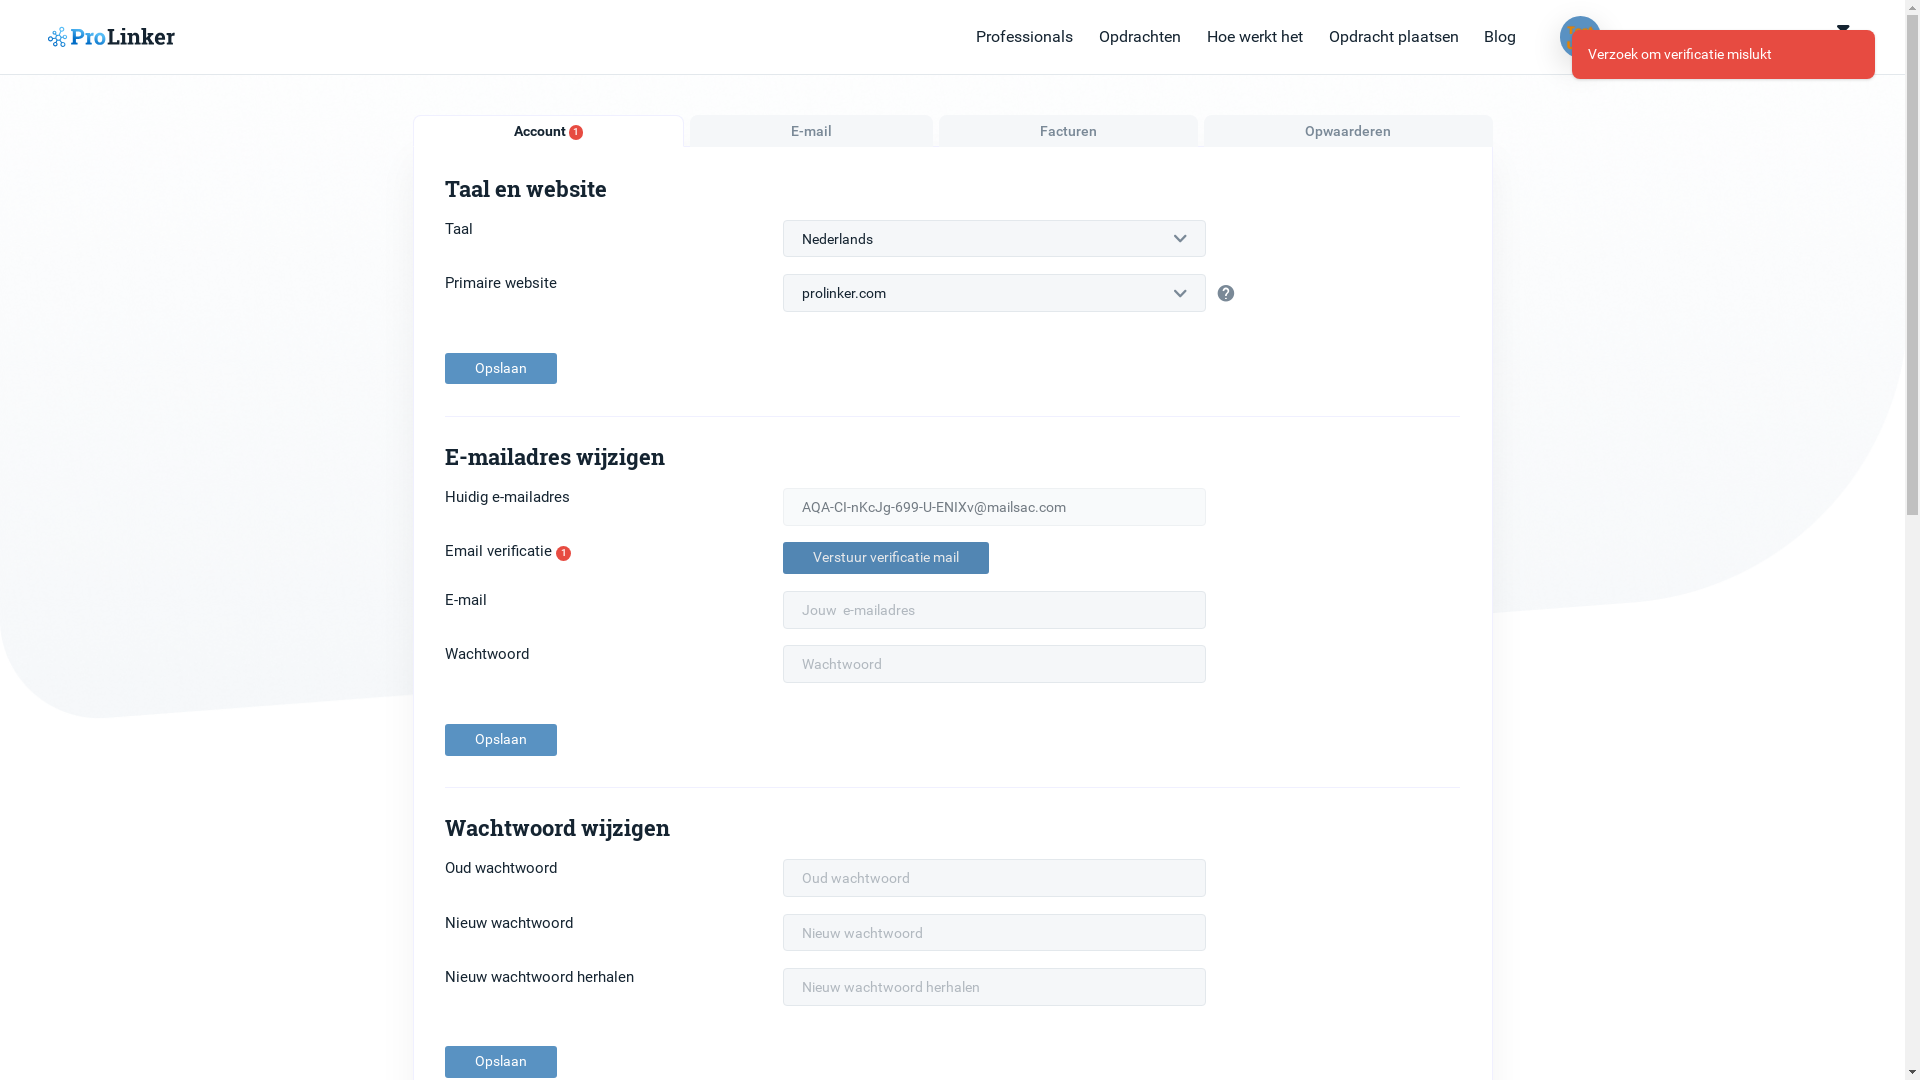 ProLinker
Professionals
Opdrachten
Hoe werkt het
Opdracht plaatsen
Blog
Verzoek om verificatie mislukt
Account 1
E-mail
Facturen
Opwaarderen
Taal en website
Taal
Nederlands
Primaire website
prolinker.com
?
Opslaan
E-mailadres wijzigen
Huidig e-mailadres
AQA-CI-nKcJg-699-U-ENIXv@mailsac.com
Email verificatie 1
Verstuur verificatie mail
E-mail
Jouw e-mailadres
Wachtwoord
Wachtwoord
Opslaan
Wachtwoord wijzigen
Oud wachtwoord
Oud wachtwoord
Nieuw wachtwoord
Nieuw wachtwoord
Nieuw wachtwoord herhalen
Nieuw wachtwoord herhalen
Opslaan